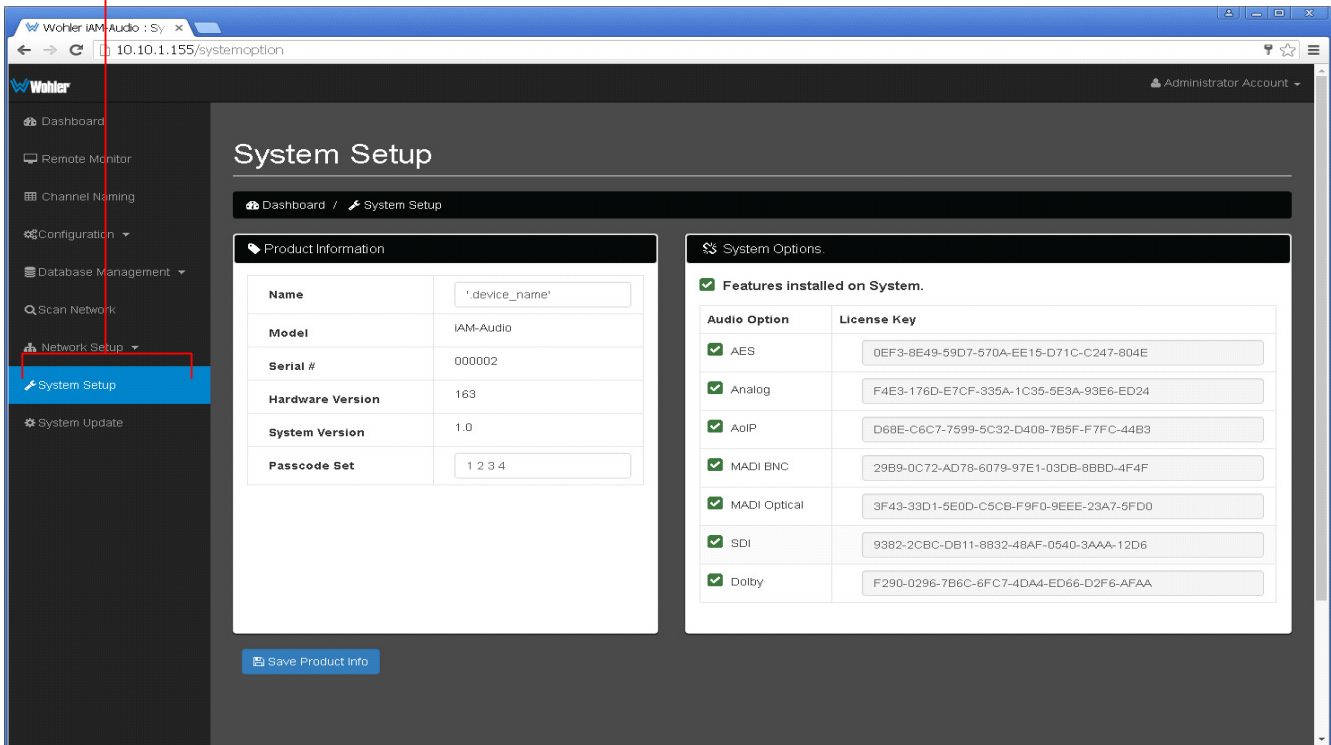 Wohler iAM-Audio : Sy
10.10.1.155/systemoption
Wohler
Administrator Account
Dashboard
Remote Monitor
Channel Naming
Configuration
Database Management
Scan Network
Network Setup
System Setup
System Update
System Setup
Dashboard / System Setup
Product Information
Name '.device_name'
Model iAM-Audio
Serial # 000002
Hardware Version 163
System Version 1.0
Passcode Set 1 2 3 4
Save Product Info
System Options.
Features installed on System.
Audio Option License Key
AES 0EF3-8E49-59D7-570A-EE15-D71C-C247-804E
Analog F4E3-176D-E7CF-335A-1C35-5E3A-93E6-ED24
AoIP D68E-C6C7-7599-5C32-D408-7B5F-F7FC-44B3
MADI BNC 29B9-0C72-AD78-6079-97E1-03DB-8BBD-4F4F
MADI Optical 3F43-33D1-5E0D-C5CB-F9F0-9EEE-23A7-5FD0
SDI 9382-2CBC-DB11-8832-48AF-0540-3AAA-12D6
Dolby F290-0296-7B6C-6FC7-4DA4-ED66-D2F6-AFAA